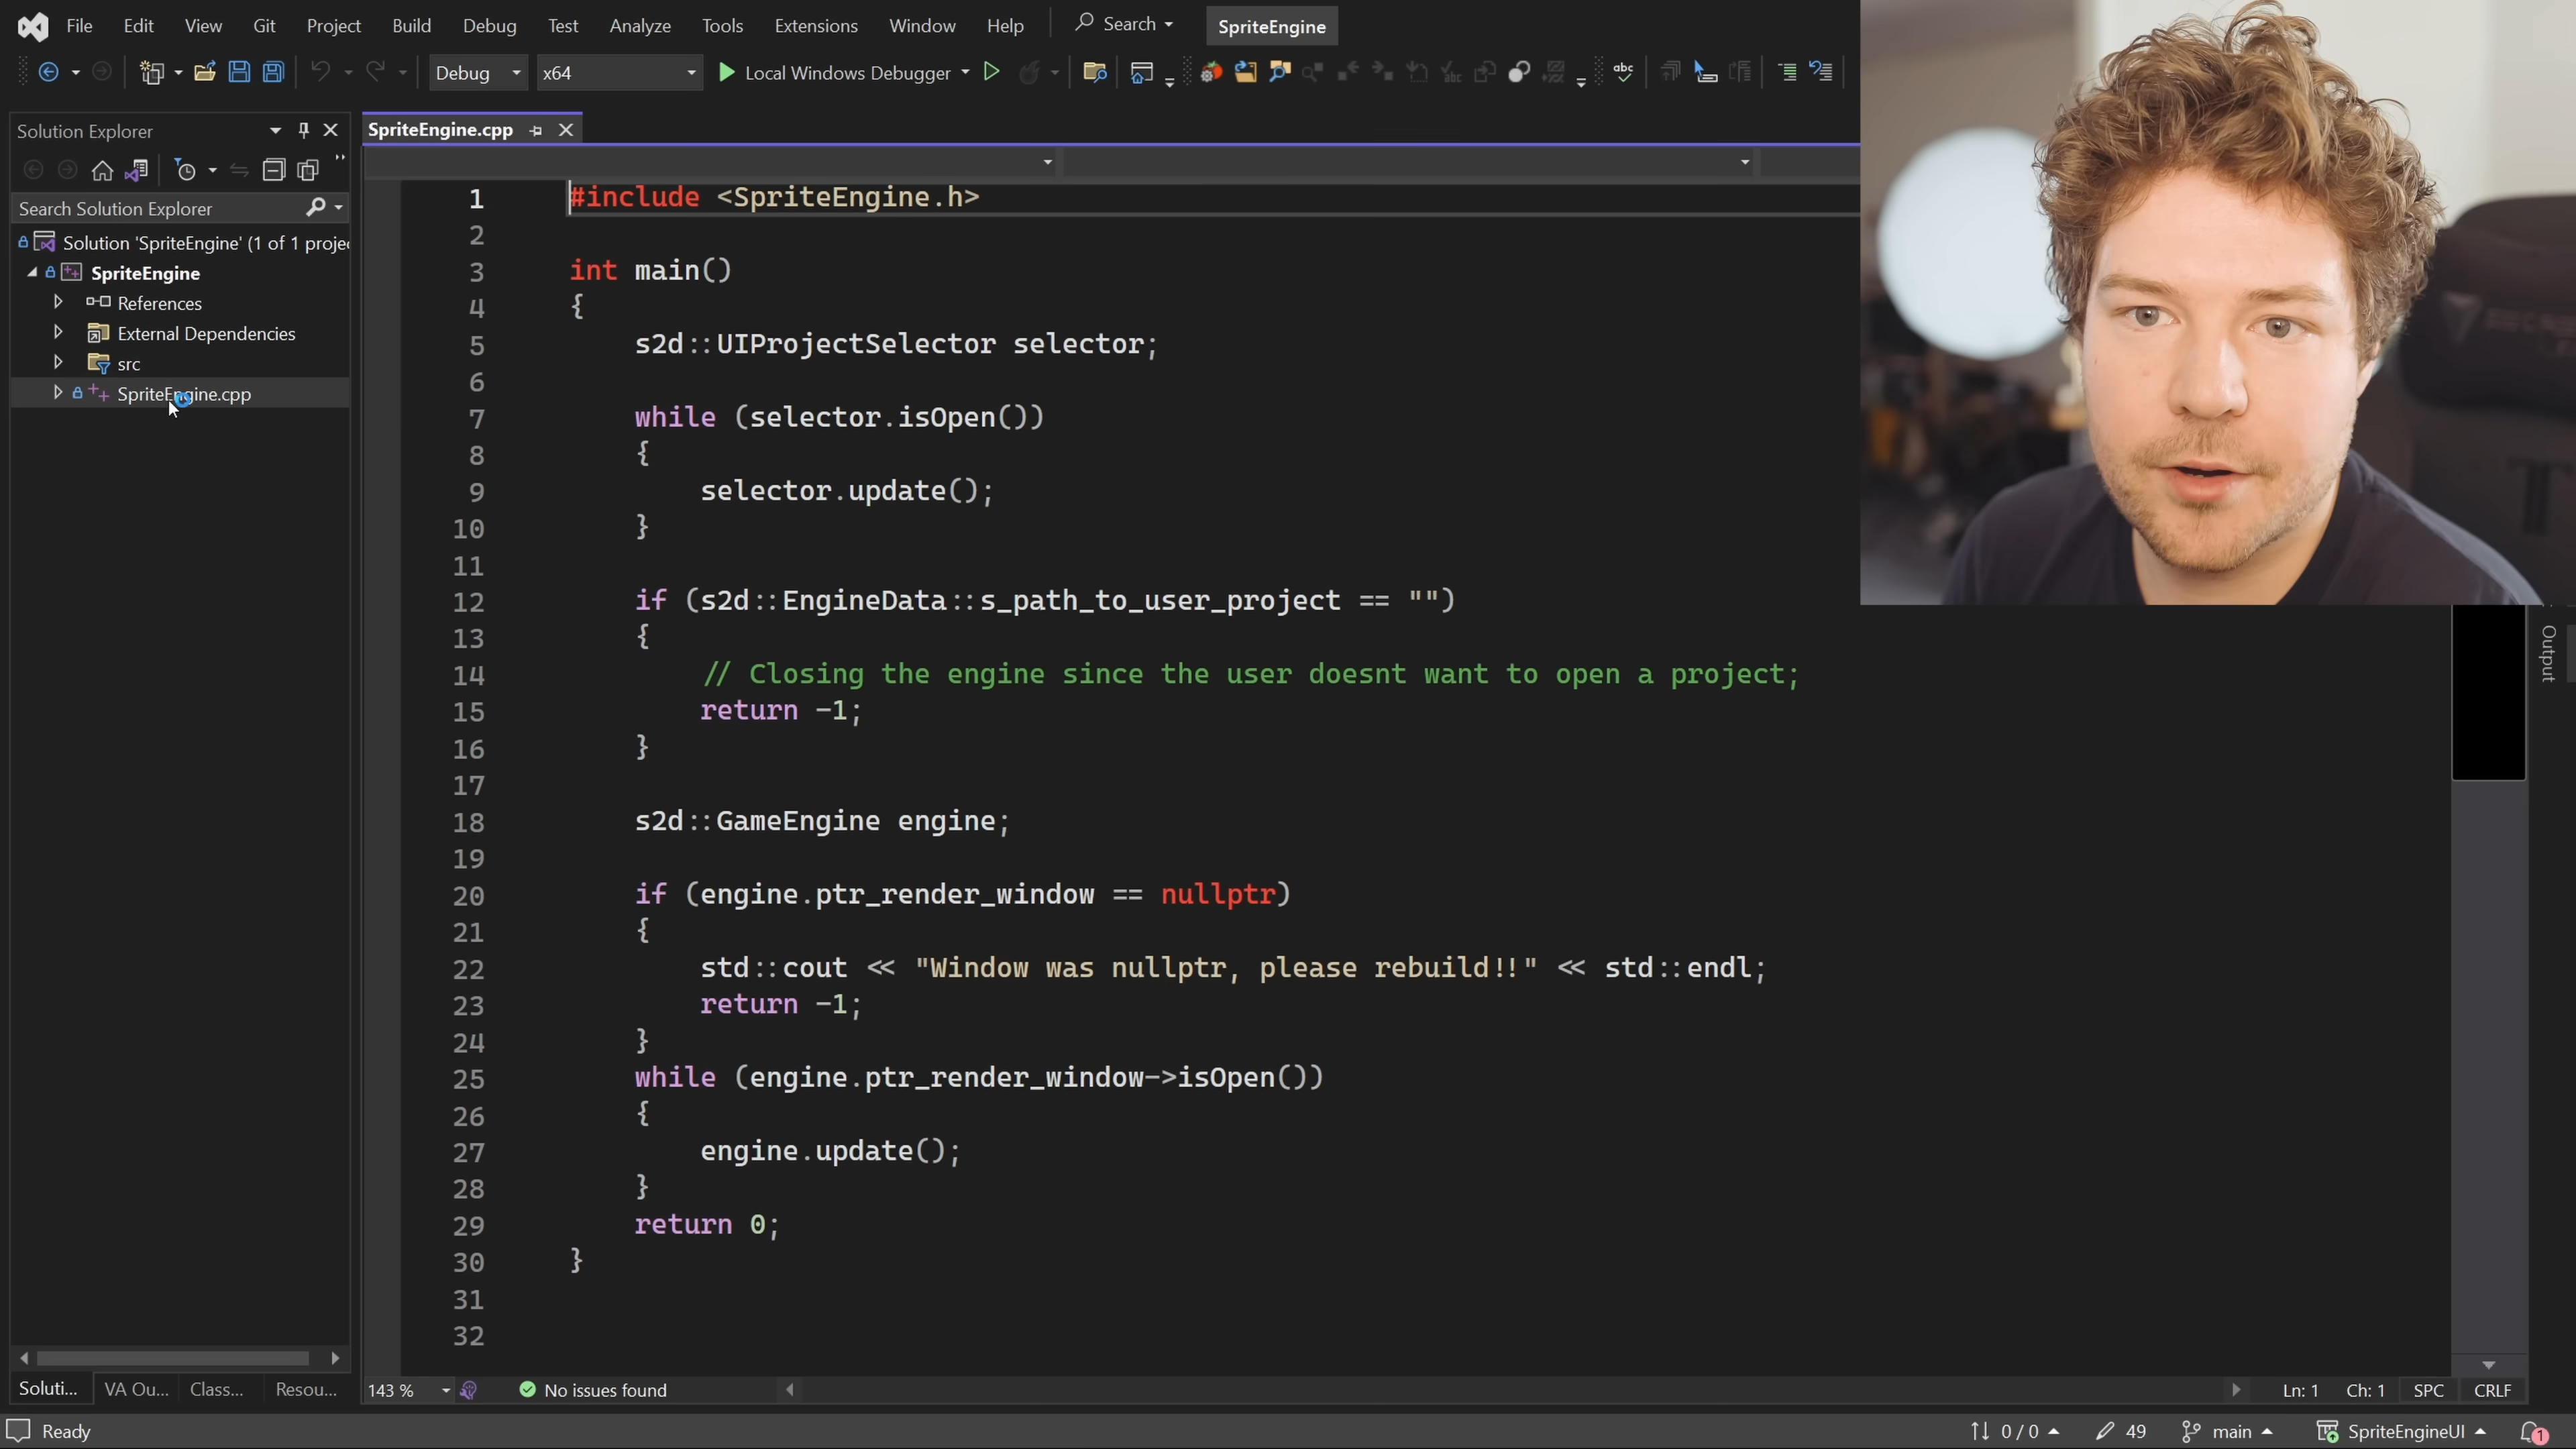 File Edit View Git Project Build Debug Test Analyze Tools Extensions Window Help Search SpriteEngine
Debug x64 Local Windows Debugger abc
Solution Explorer
Search Solution Explorer
Solution 'SpriteEngine' (1 of 1 projec
SpriteEngine
References
External Dependencies
src
SpriteEngine.cpp
Soluti... VA Ou... Class... Resou...
SpriteEngine.cpp
1 #include <SpriteEngine.h>
2
3 int main()
4 {
5 s2d::UIProjectSelector selector;
6
7 while (selector.isOpen())
8 {
9 selector.update();
10 }
11
12 if (s2d::EngineData::s_path_to_user_project == "")
13 {
14 // Closing the engine since the user doesnt want to open a project;
15 return -1;
16 }
17
18 s2d::GameEngine engine;
19
20 if (engine.ptr_render_window == nullptr)
21 {
22 std::cout << "Window was nullptr, please rebuild!!" << std::endl;
23 return -1;
24 }
25 while (engine.ptr_render_window->isOpen())
26 {
27 engine.update();
28 }
29 return 0;
30 }
31
32
Output
143 % No issues found Ln: 1 Ch: 1 SPC CRLF
Ready 0 / 0 49 main SpriteEngineUI 1